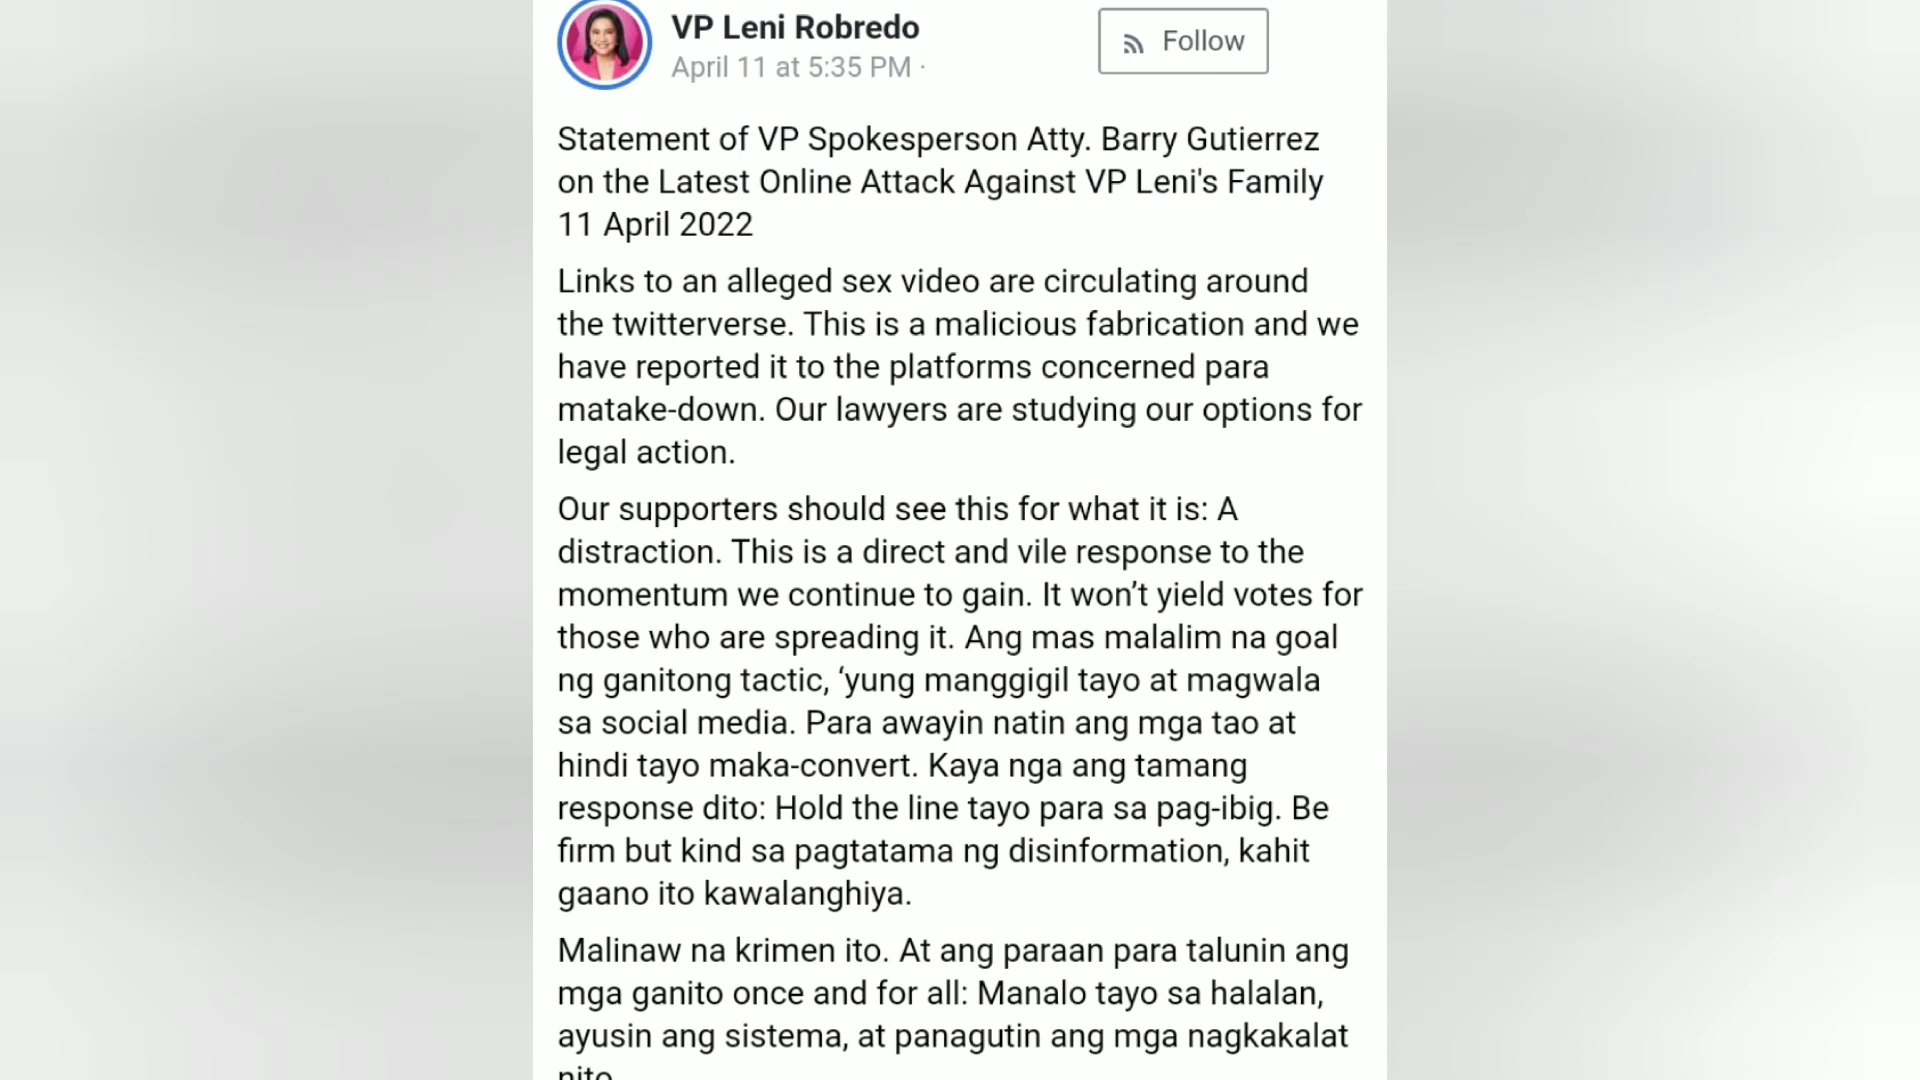 VP Leni Robredo
April 11 at 5:35 PM ·
Follow
Statement of VP Spokesperson Atty. Barry Gutierrez
on the Latest Online Attack Against VP Leni's Family
11 April 2022
Links to an alleged sex video are circulating around
the twitterverse. This is a malicious fabrication and we
have reported it to the platforms concerned para
matake-down. Our lawyers are studying our options for
legal action.
Our supporters should see this for what it is: A
distraction. This is a direct and vile response to the
momentum we continue to gain. It won’t yield votes for
those who are spreading it. Ang mas malalim na goal
ng ganitong tactic, ‘yung manggigil tayo at magwala
sa social media. Para awayin natin ang mga tao at
hindi tayo maka-convert. Kaya nga ang tamang
response dito: Hold the line tayo para sa pag-ibig. Be
firm but kind sa pagtatama ng disinformation, kahit
gaano ito kawalanghiya.
Malinaw na krimen ito. At ang paraan para talunin ang
mga ganito once and for all: Manalo tayo sa halalan,
ayusin ang sistema, at panagutin ang mga nagkakalat
nito.